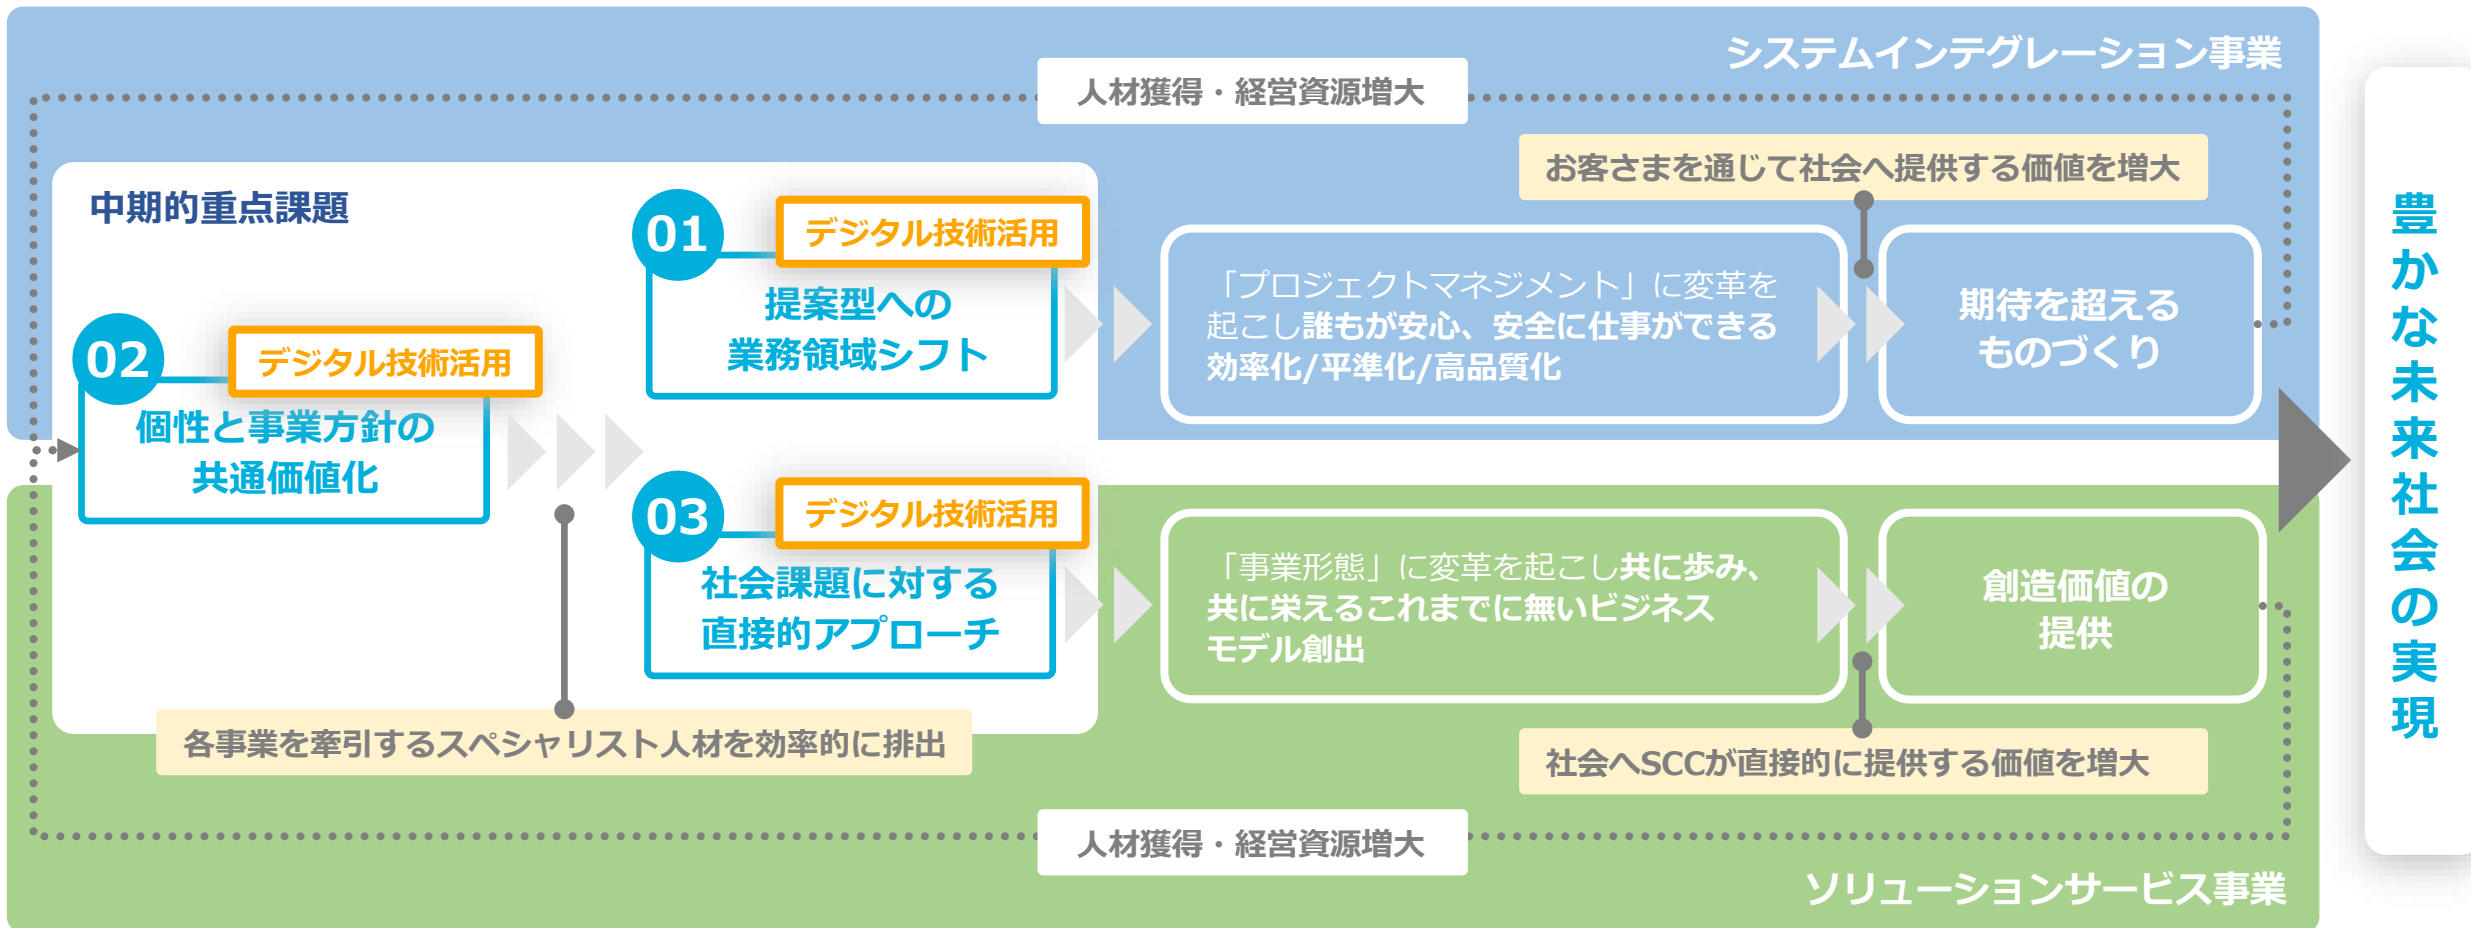 システムインテグレーション事業
人材獲得・経営資源増大
お客さまを通じて社会へ提供する価値を増大
中期的重点課題
01
デジタル技術活用
提案型への
業務領域シフト
「プロジェクトマネジメント」に変革を
起こし誰もが安心、安全に仕事ができる
効率化/平準化/高品質化
期待を超える
ものづくり
02
デジタル技術活用
個性と事業方針の
共通価値化
03
デジタル技術活用
社会課題に対する
直接的アプローチ
「事業形態」に変革を起こし共に歩み、
共に栄えるこれまでに無いビジネス
モデル創出
創造価値の
提供
各事業を牽引するスペシャリスト人材を効率的に排出
社会へSCCが直接的に提供する価値を増大
人材獲得・経営資源増大
ソリューションサービス事業
豊かな未来社会の実現